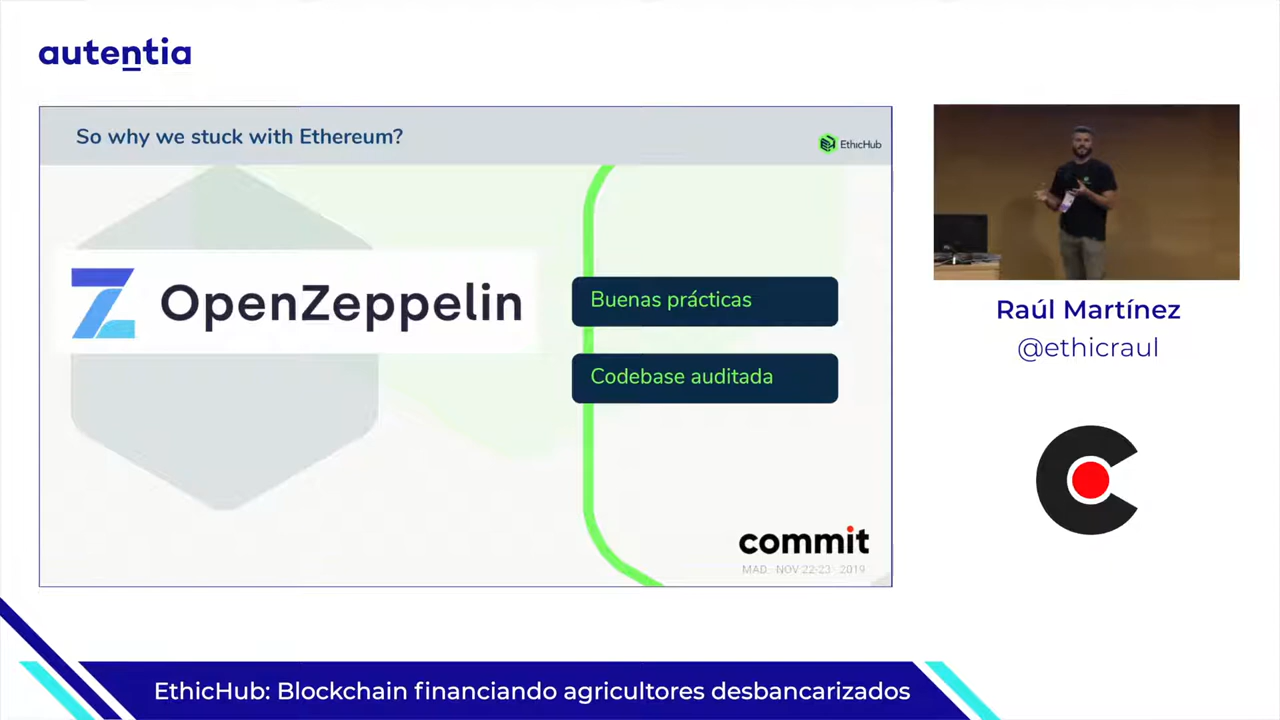 autentia
So why we stuck with Ethereum?
EthicHub
OpenZeppelin
Buenas prácticas
Codebase auditada
commit
MAD · NOV 22-23 · 2019
Raúl Martínez
@ethicraul
EthicHub: Blockchain financiando agricultores desbancarizados